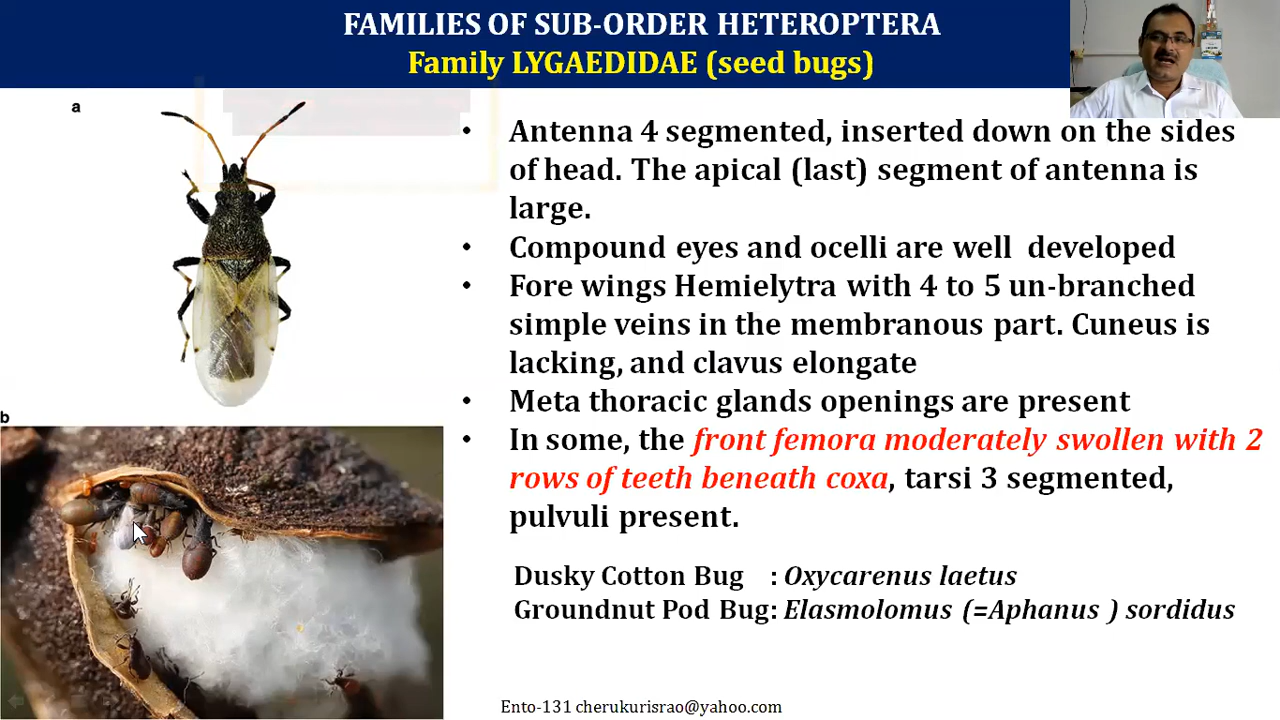 FAMILIES OF SUB-ORDER HETEROPTERA
Family LYGAEDIDAE (seed bugs)
a
• Antenna 4 segmented, inserted down on the sides
of head. The apical (last) segment of antenna is
large.
• Compound eyes and ocelli are well developed
• Fore wings Hemielytra with 4 to 5 un-branched
simple veins in the membranous part. Cuneus is
lacking, and clavus elongate
• Meta thoracic glands openings are present
• In some, the front femora moderately swollen with 2
rows of teeth beneath coxa, tarsi 3 segmented,
pulvuli present.
b
Dusky Cotton Bug : Oxycarenus laetus
Groundnut Pod Bug: Elasmolomus (=Aphanus ) sordidus
Ento-131 cherukurisrao@yahoo.com